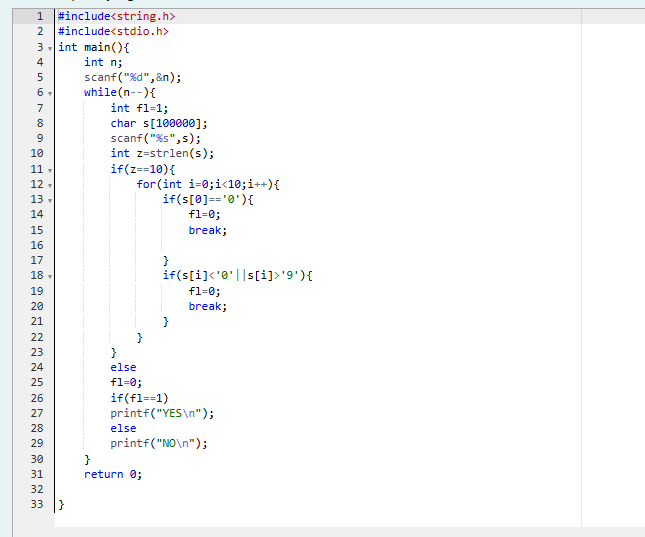 1 #include<string.h>
2 #include<stdio.h>
3 int main(){
4     int n;
5     scanf("%d",&n);
6     while(n--){
7         int fl=1;
8         char s[100000];
9         scanf("%s",s);
10         int z=strlen(s);
11         if(z==10){
12             for(int i=0;i<10;i++){
13                 if(s[0]=='0'){
14                     fl=0;
15                     break;
16
17                 }
18                 if(s[i]<'0'||s[i]>'9'){
19                     fl=0;
20                     break;
21                 }
22             }
23         }
24         else
25         fl=0;
26         if(fl==1)
27         printf("YES\n");
28         else
29         printf("NO\n");
30     }
31     return 0;
32
33 }